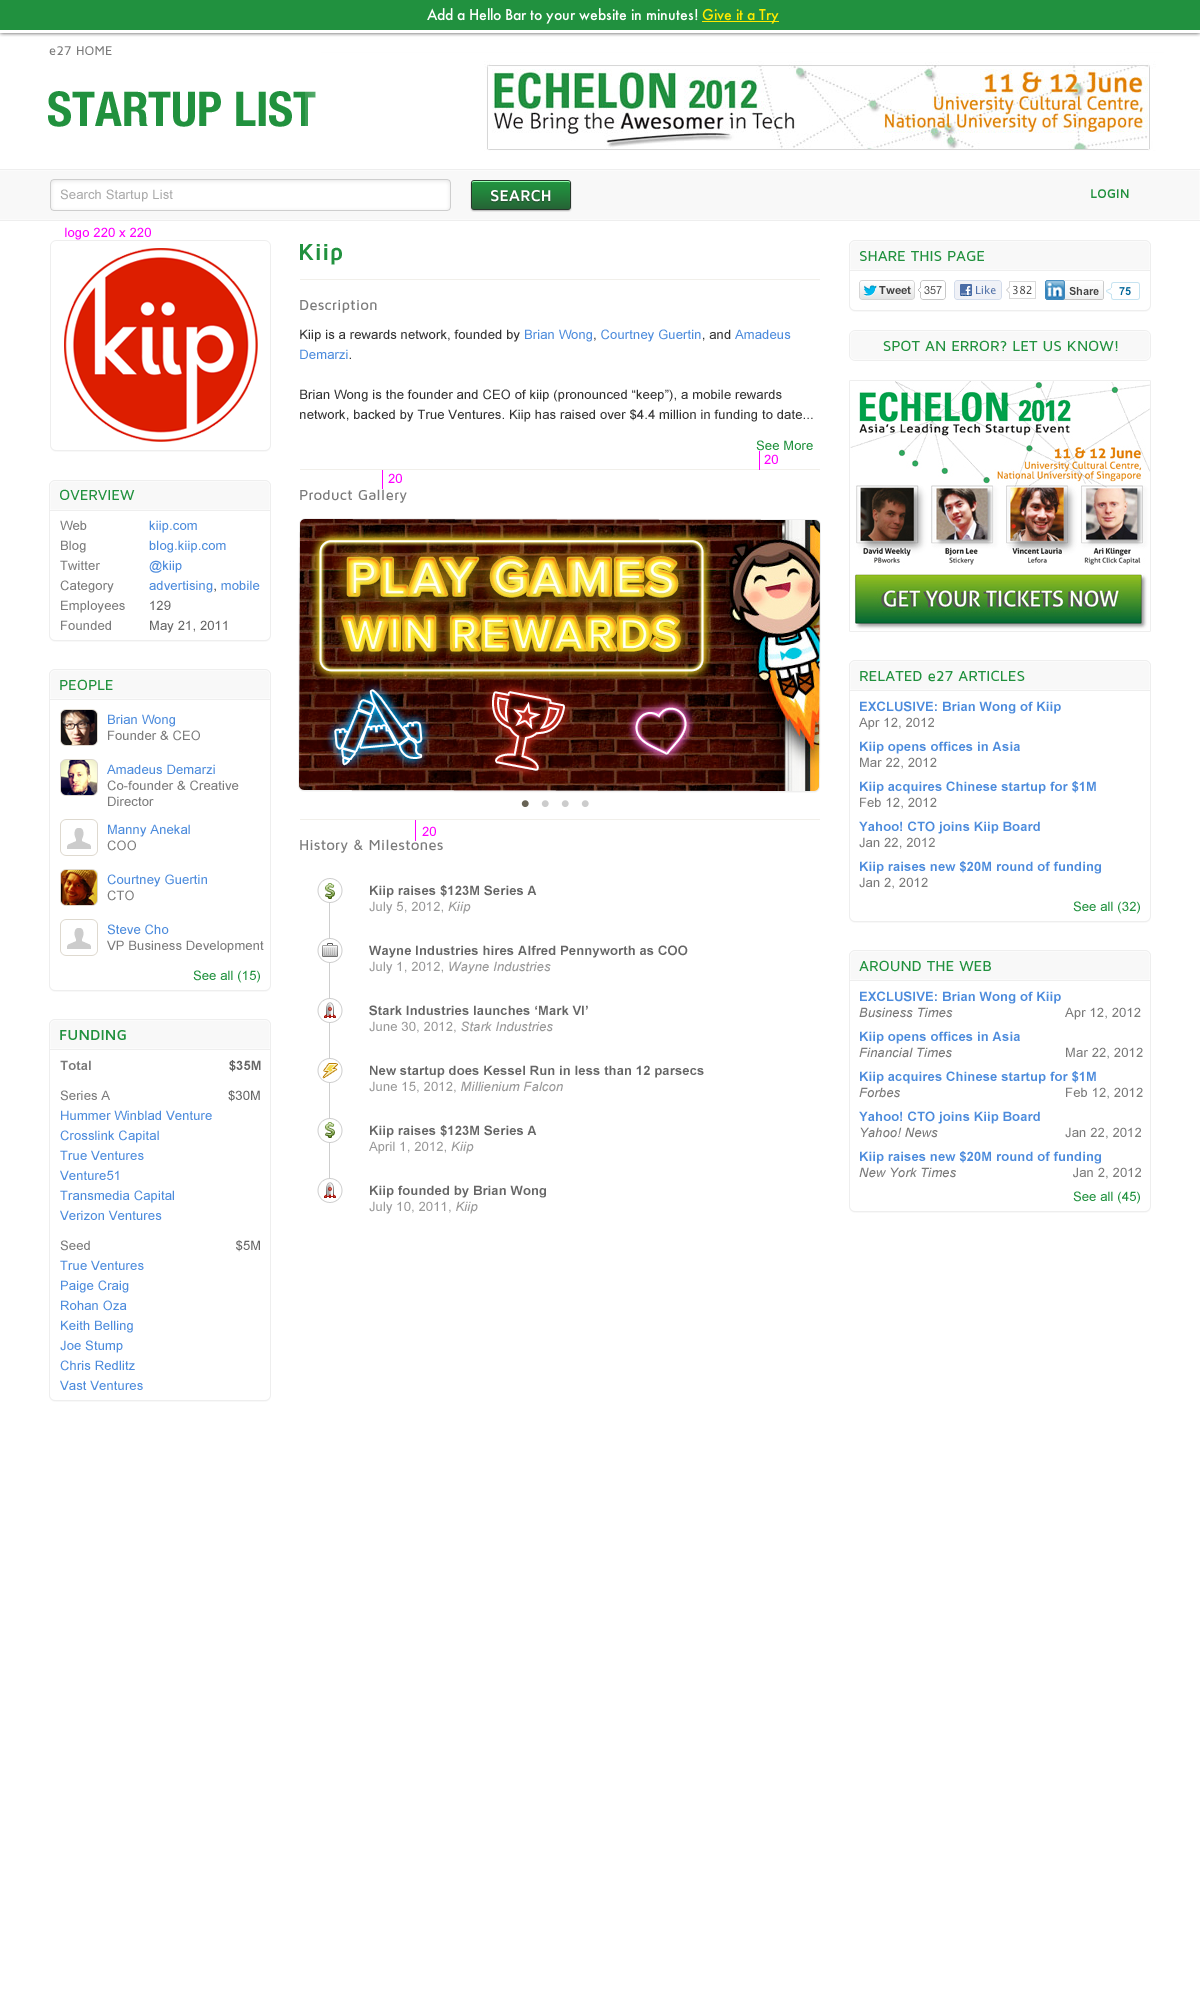 Add a Hello Bar to your website in minutes! Give it a Try
e27 HOME
STARTUP LIST
ECHELON 2012
We Bring the Awesomer in Tech
11 & 12 June
University Cultural Centre,
National University of Singapore
Search Startup List
SEARCH
LOGIN
logo 220 x 220
kiip
OVERVIEW
Web kiip.com
Blog blog.kiip.com
Twitter @kiip
Category advertising, mobile
Employees 129
Founded May 21, 2011
PEOPLE
Brian Wong
Founder & CEO
Amadeus Demarzi
Co-founder & Creative
Director
Manny Anekal
COO
Courtney Guertin
CTO
Steve Cho
VP Business Development
See all (15)
FUNDING
Total $35M
Series A $30M
Hummer Winblad Venture
Crosslink Capital
True Ventures
Venture51
Transmedia Capital
Verizon Ventures
Seed $5M
True Ventures
Paige Craig
Rohan Oza
Keith Belling
Joe Stump
Chris Redlitz
Vast Ventures
Kiip
Description
Kiip is a rewards network, founded by Brian Wong, Courtney Guertin, and Amadeus
Demarzi.
Brian Wong is the founder and CEO of kiip (pronounced “keep”), a mobile rewards
network, backed by True Ventures. Kiip has raised over $4.4 million in funding to date...
See More
20
20
Product Gallery
PLAY GAMES
WIN REWARDS
20
History & Milestones
Kiip raises $123M Series A
July 5, 2012, Kiip
Wayne Industries hires Alfred Pennyworth as COO
July 1, 2012, Wayne Industries
Stark Industries launches ‘Mark VI’
June 30, 2012, Stark Industries
New startup does Kessel Run in less than 12 parsecs
June 15, 2012, Millienium Falcon
Kiip raises $123M Series A
April 1, 2012, Kiip
Kiip founded by Brian Wong
July 10, 2011, Kiip
SHARE THIS PAGE
Tweet 357 Like 382 in Share 75
SPOT AN ERROR? LET US KNOW!
ECHELON 2012
Asia's Leading Tech Startup Event
11 & 12 June
University Cultural Centre,
National University of Singapore
David Weekly Bjorn Lee Vincent Lauria Ari Klinger
PBworks Stickery Lefora Right Click Capital
GET YOUR TICKETS NOW
RELATED e27 ARTICLES
EXCLUSIVE: Brian Wong of Kiip
Apr 12, 2012
Kiip opens offices in Asia
Mar 22, 2012
Kiip acquires Chinese startup for $1M
Feb 12, 2012
Yahoo! CTO joins Kiip Board
Jan 22, 2012
Kiip raises new $20M round of funding
Jan 2, 2012
See all (32)
AROUND THE WEB
EXCLUSIVE: Brian Wong of Kiip
Business Times Apr 12, 2012
Kiip opens offices in Asia
Financial Times Mar 22, 2012
Kiip acquires Chinese startup for $1M
Forbes Feb 12, 2012
Yahoo! CTO joins Kiip Board
Yahoo! News Jan 22, 2012
Kiip raises new $20M round of funding
New York Times Jan 2, 2012
See all (45)